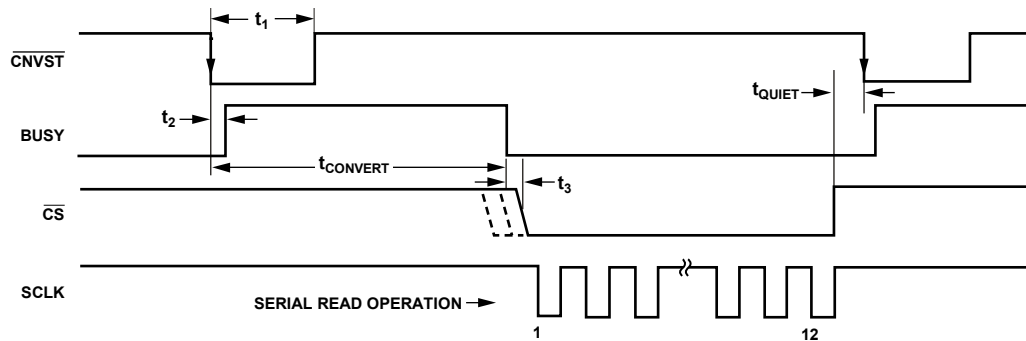 t1
CNVST
tQUIET
t2
BUSY
tCONVERT
t3
CS
SCLK
SERIAL READ OPERATION
1
12